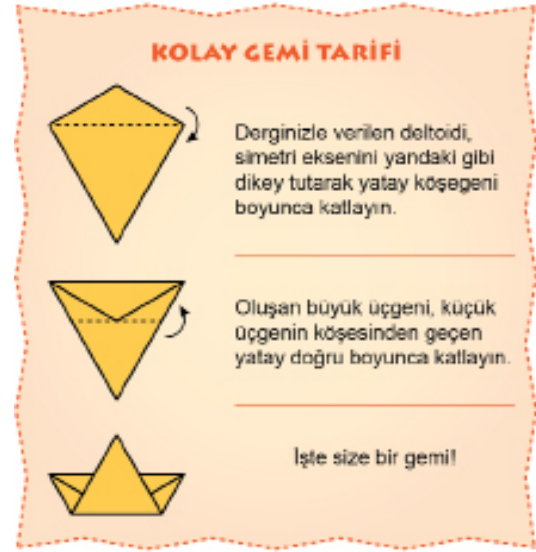 KOLAY GEMİ TARİFİ
Derginizle verilen deltoidi,
simetri eksenini yandaki gibi
dikey tutarak yatay köşegeni
boyunca katlayın.
Oluşan büyük üçgeni, küçük
üçgenin köşesinden geçen
yatay doğru boyunca katlayın.
İşte size bir gemi!